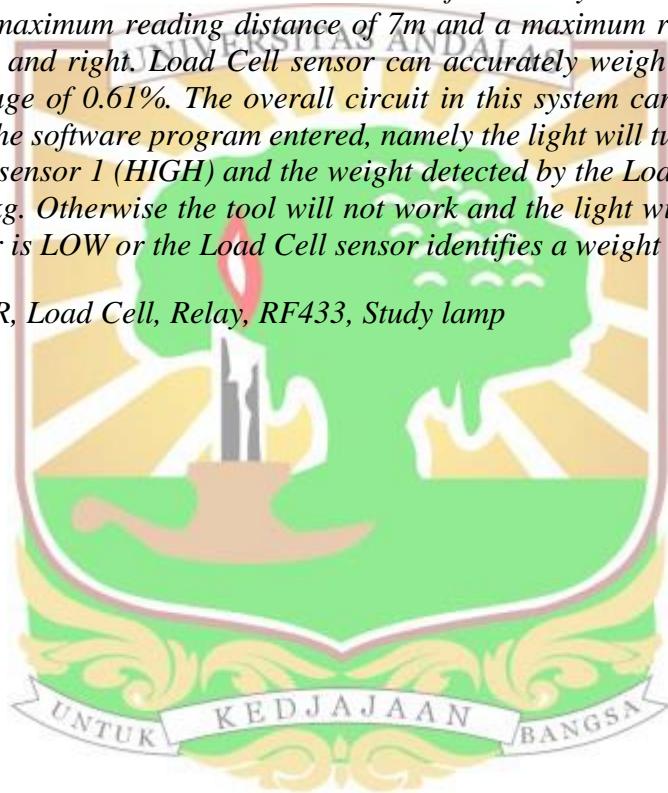 maximum reading distance of 7m and a maximum r
UNIVERSITAS ANDALAS
and right. Load Cell sensor can accurately weigh
ge of 0.61%. The overall circuit in this system can
he software program entered, namely the light will tu
sensor 1 (HIGH) and the weight detected by the Load
kg. Otherwise the tool will not work and the light wi
r is LOW or the Load Cell sensor identifies a weight
R, Load Cell, Relay, RF433, Study lamp
UNTUK KEDJAJAAN BANGSA